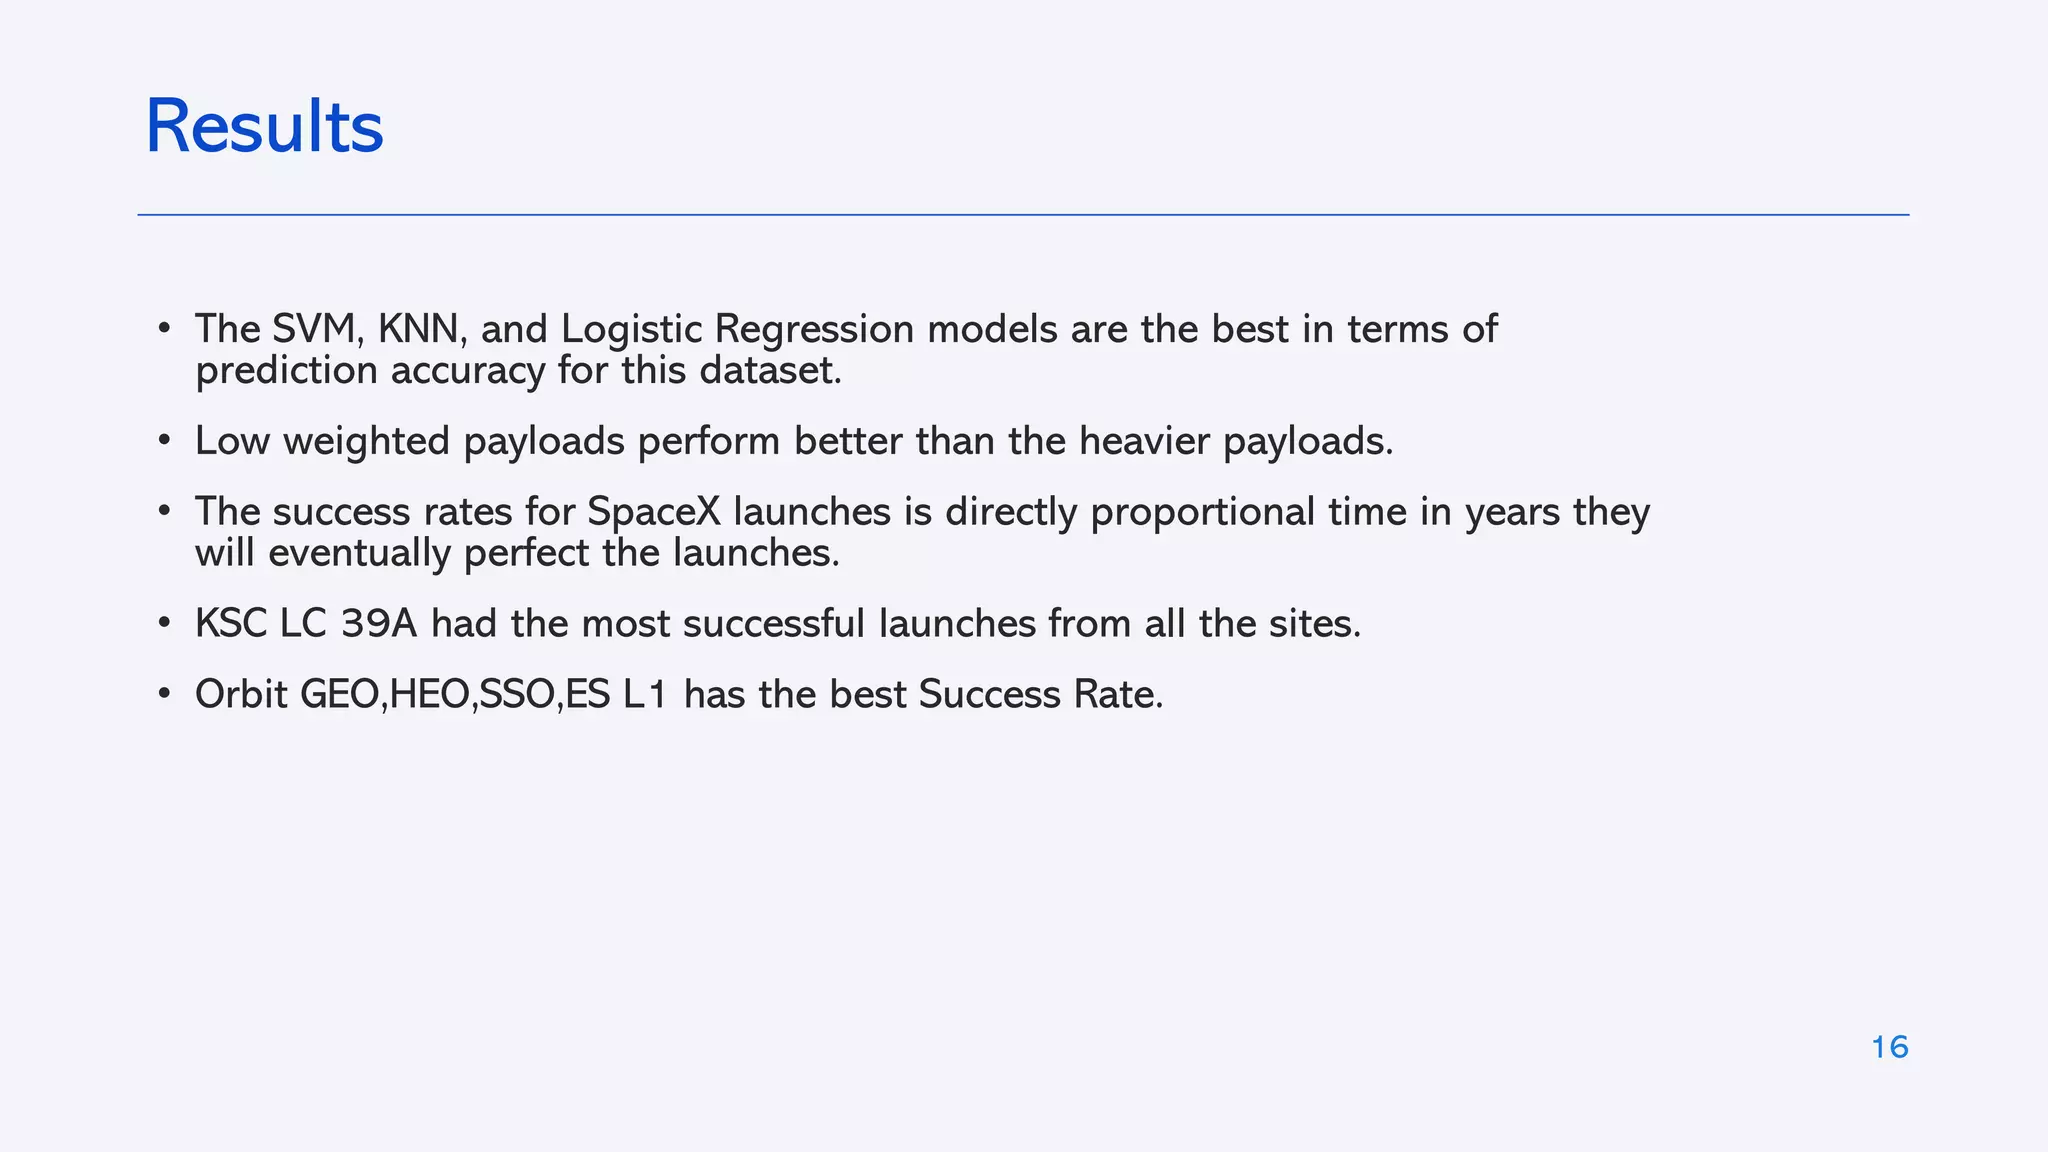 Results
• The SVM, KNN, and Logistic Regression models are the best in terms of
prediction accuracy for this dataset.
• Low weighted payloads perform better than the heavier payloads.
• The success rates for SpaceX launches is directly proportional time in years they
will eventually perfect the launches.
• KSC LC 39A had the most successful launches from all the sites.
• Orbit GEO,HEO,SSO,ES L1 has the best Success Rate.
16